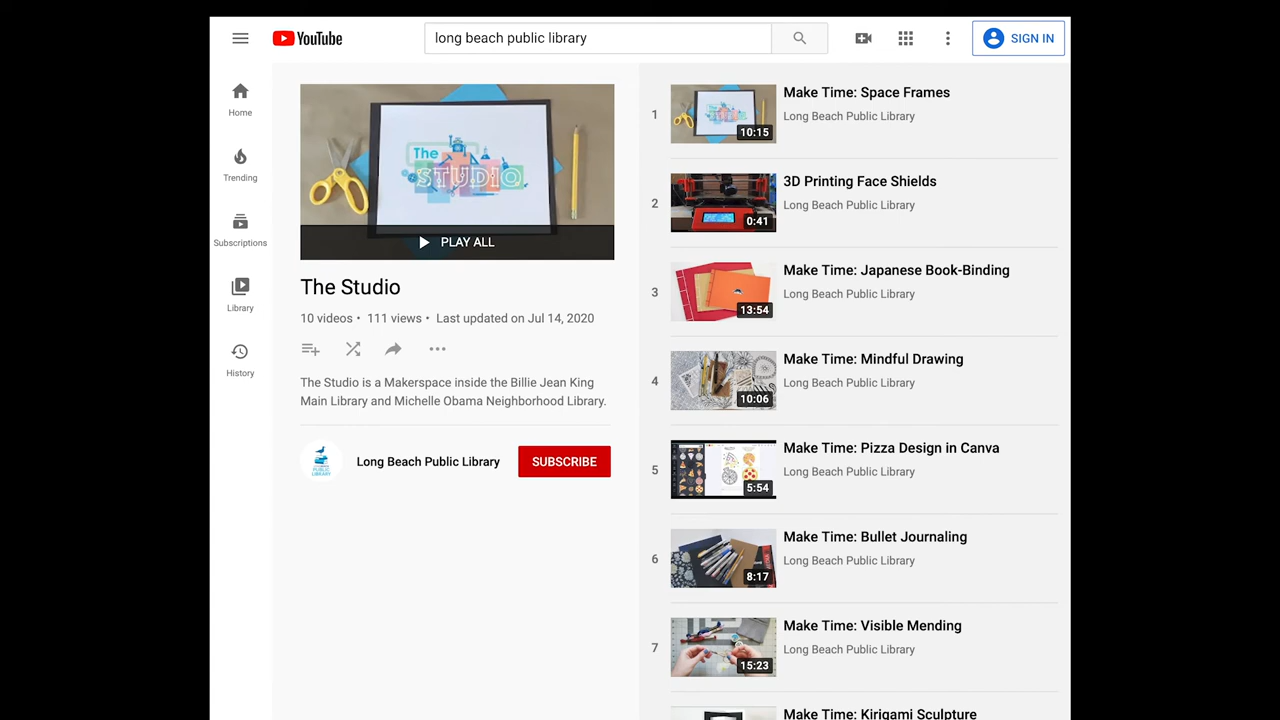 YouTube
long beach public library
SIGN IN
Home
Trending
Subscriptions
Library
History
The
STUDIO
PLAY ALL
The Studio
10 videos • 111 views • Last updated on Jul 14, 2020
The Studio is a Makerspace inside the Billie Jean King
Main Library and Michelle Obama Neighborhood Library.
PUBLIC
LIBRARY
Long Beach Public Library
SUBSCRIBE
1
10:15
Make Time: Space Frames
Long Beach Public Library
2
0:41
3D Printing Face Shields
Long Beach Public Library
3
13:54
Make Time: Japanese Book-Binding
Long Beach Public Library
4
10:06
Make Time: Mindful Drawing
Long Beach Public Library
5
5:54
Make Time: Pizza Design in Canva
Long Beach Public Library
6
8:17
Make Time: Bullet Journaling
Long Beach Public Library
7
15:23
Make Time: Visible Mending
Long Beach Public Library
Make Time: Kirigami Sculpture